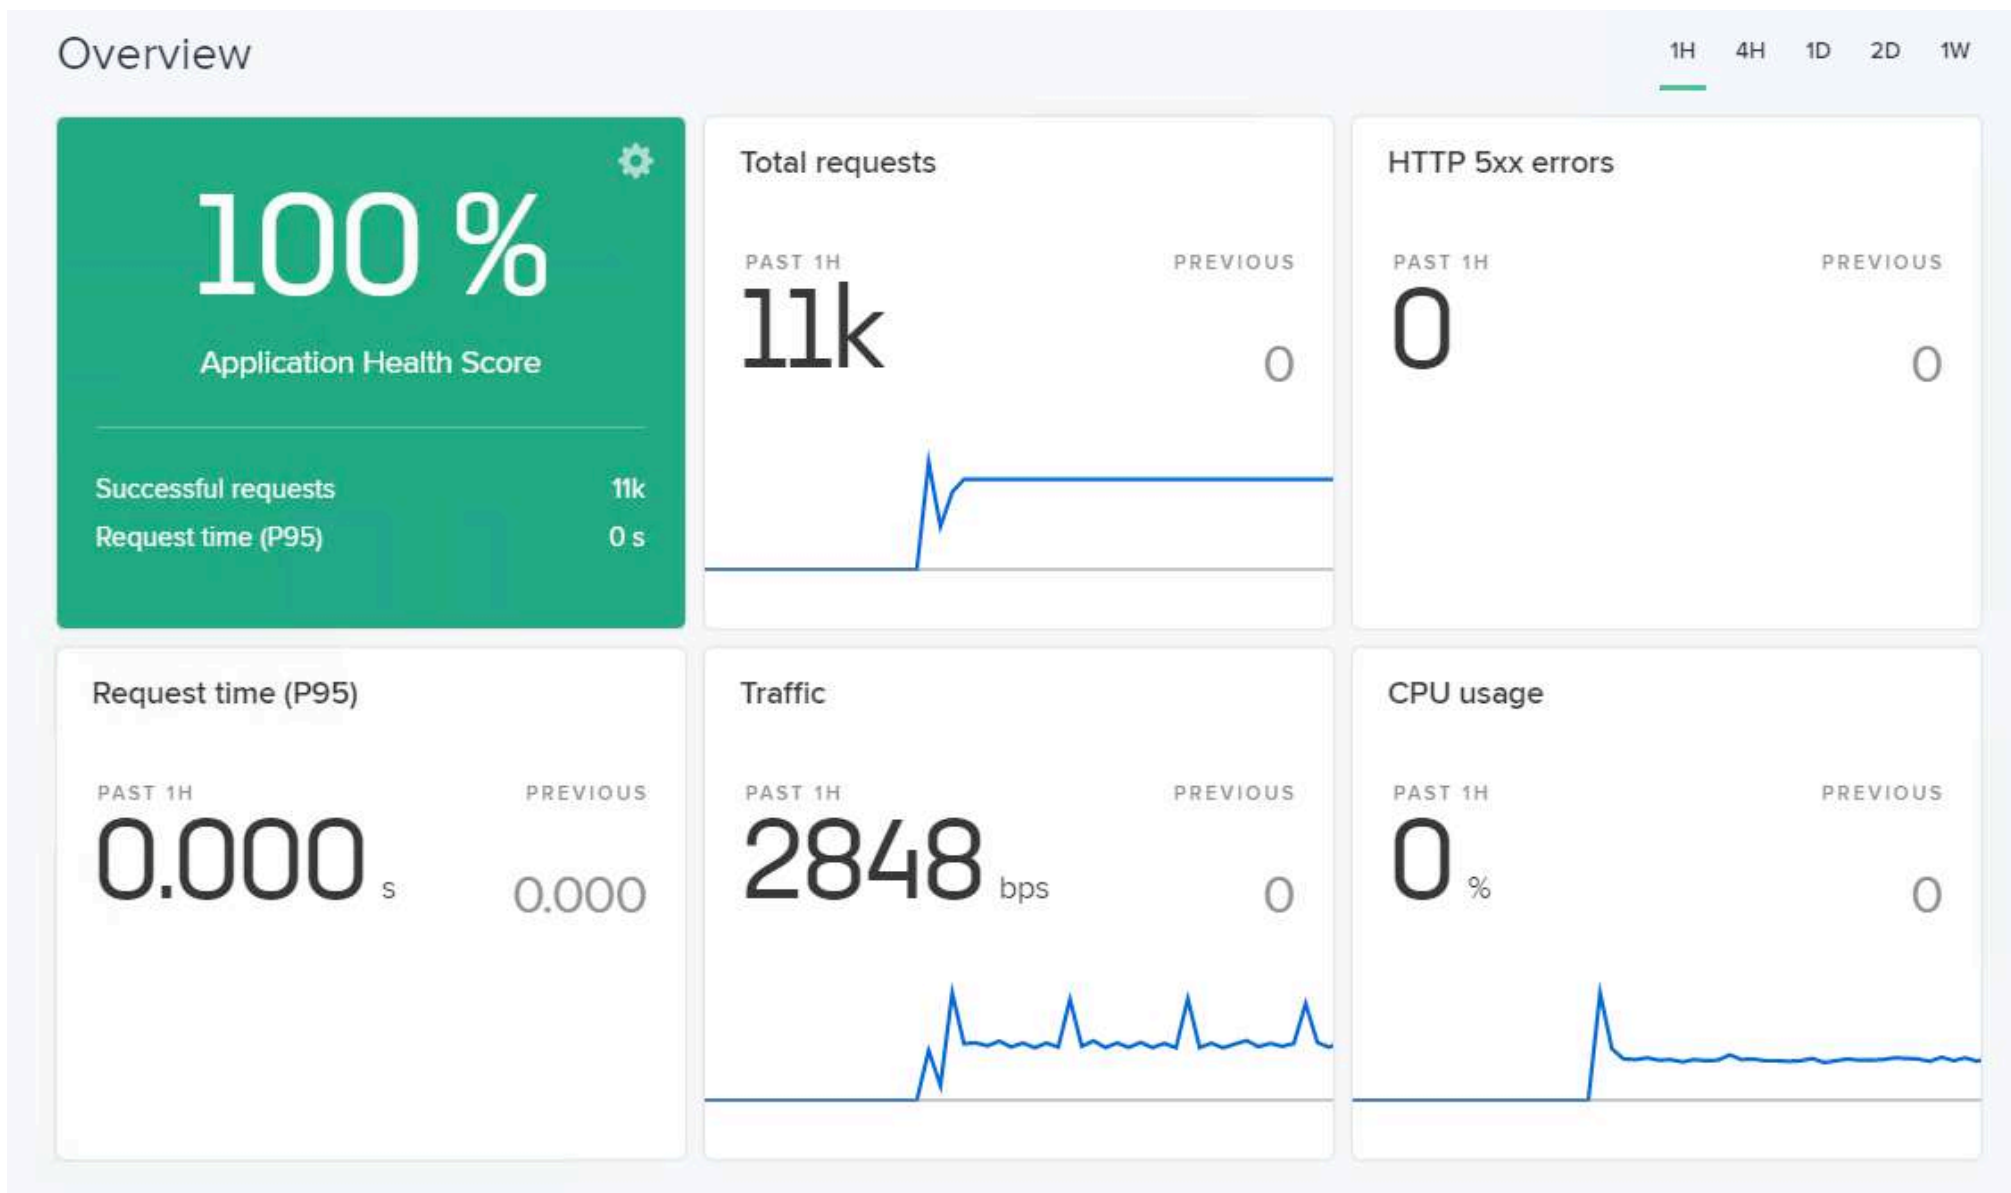 Overview
1H 4H 1D 2D 1W
100 %
Application Health Score
Successful requests 11k
Request time (P95) 0 s
Total requests
PAST 1H PREVIOUS
11k 0
HTTP 5xx errors
PAST 1H PREVIOUS
0 0
Request time (P95)
PAST 1H PREVIOUS
0.000 s 0.000
Traffic
PAST 1H PREVIOUS
2848 bps 0
CPU usage
PAST 1H PREVIOUS
0 % 0